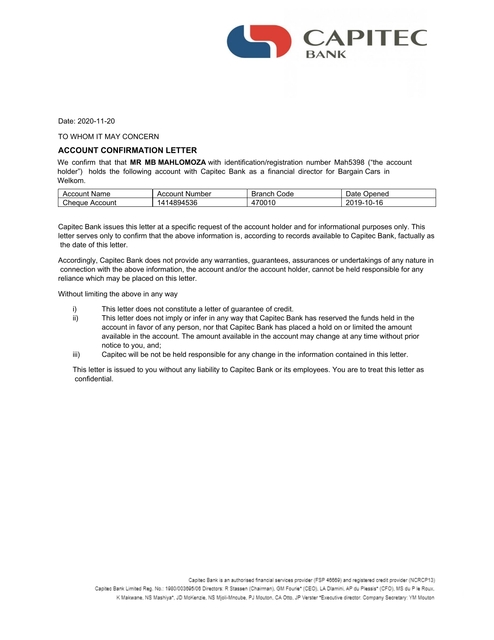 CAPITEC
BANK
Date: 2020-11-20
TO WHOM IT MAY CONCERN
ACCOUNT CONFIRMATION LETTER
We confirm that that MR MB MAHLOMOZA with identification/registration number Mah5398 ("the account
holder") holds the following account with Capitec Bank as a financial director for Bargain Cars in
Welkom.
Account Name Account Number Branch Code Date Opened
Cheque Account 1414894536 470010 2019-10-16
Capitec Bank issues this letter at a specific request of the account holder and for informational purposes only. This
letter serves only to confirm that the above information is, according to records available to Capitec Bank, factually as
the date of this letter.
Accordingly, Capitec Bank does not provide any warranties, guarantees, assurances or undertakings of any nature in
connection with the above information, the account and/or the account holder, cannot be held responsible for any
reliance which may be placed on this letter.
Without limiting the above in any way
i) This letter does not constitute a letter of guarantee of credit.
ii) This letter does not imply or infer in any way that Capitec Bank has reserved the funds held in the
account in favor of any person, nor that Capitec Bank has placed a hold on or limited the amount
available in the account. The amount available in the account may change at any time without prior
notice to you, and;
iii) Capitec will be not be held responsible for any change in the information contained in this letter.
This letter is issued to you without any liability to Capitec Bank or its employees. You are to treat this letter as
confidential.
Capitec Bank is an authorised financial services provider (FSP 46669) and registered credit provider (NCRCP13)
Capitec Bank Limited Reg. No.: 1980/003695/06 Directors: R Stassen (Chairman), GM Fourie* (CEO), LA Dlamini, AP du Plessis* (CFO), MS du P le Roux,
K Makwane, NS Mashiya*, JD McKenzie, NS Mjoli-Mncube, PJ Mouton, CA Otto, JP Verster *Executive director. Company Secretary: YM Mouton